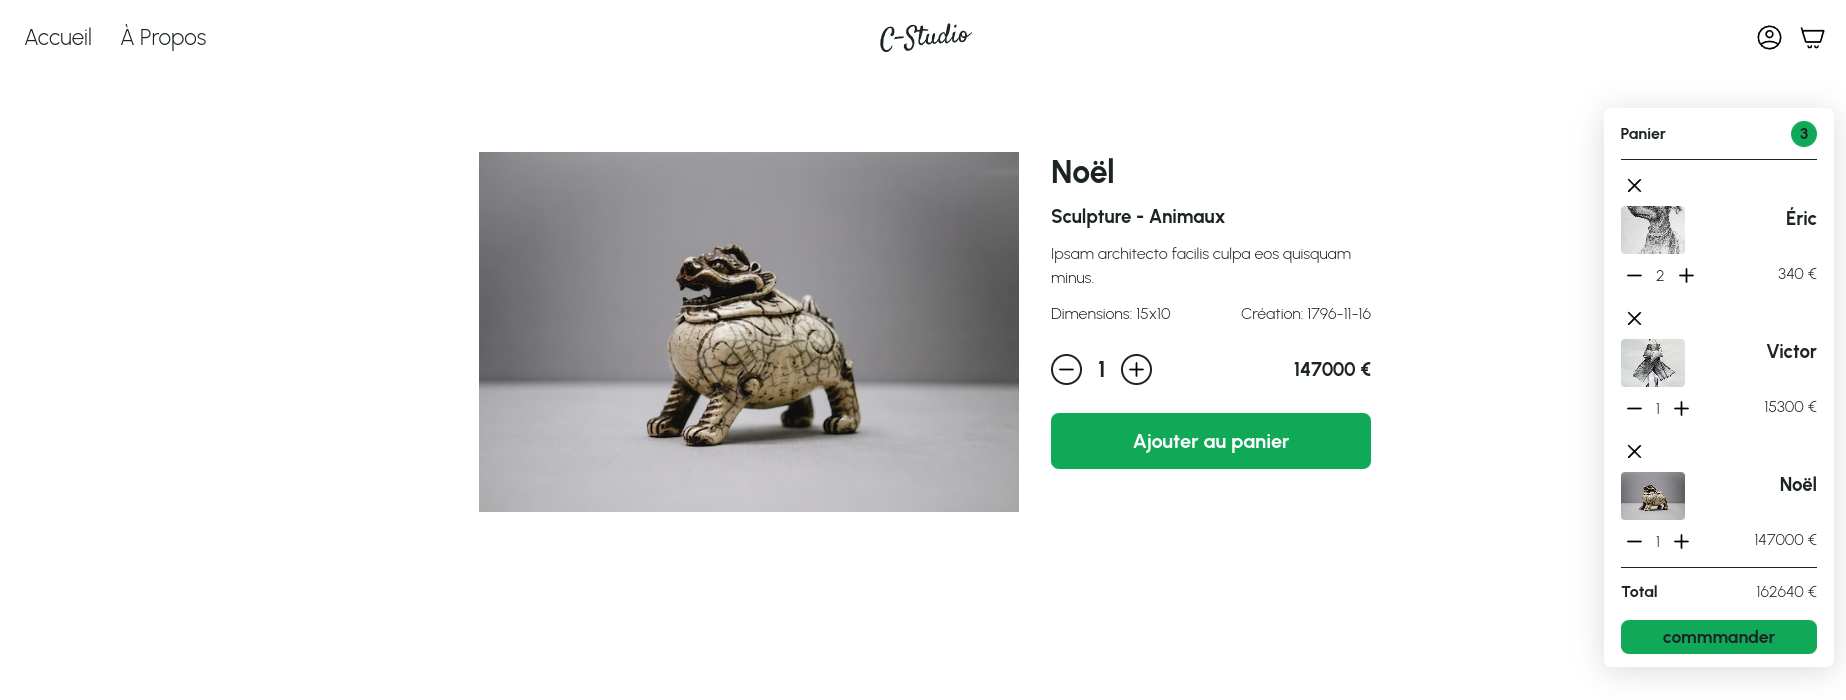 Accueil
À Propos
C-Studio
Noël
Sculpture - Animaux
Ipsam architecto facilis culpa eos quisquam
minus.
Dimensions: 15x10
Création: 1796-11-16
1
147000 €
Ajouter au panier
Panier
3
Éric
2
340 €
Victor
1
15300 €
Noël
1
147000 €
Total
162640 €
commmander